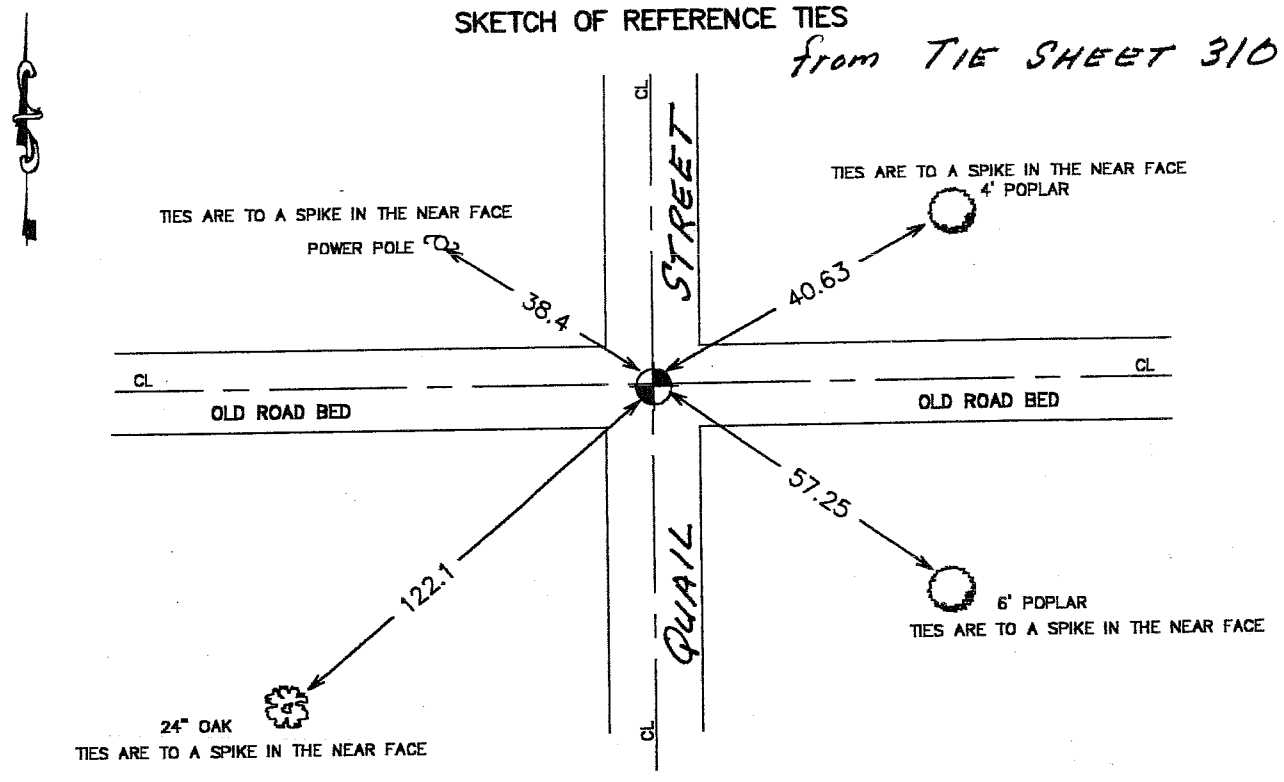 SKETCH OF REFERENCE TIES
from TIE SHEET 310
CL
STREET
TIES ARE TO A SPIKE IN THE NEAR FACE
4' POPLAR
TIES ARE TO A SPIKE IN THE NEAR FACE
POWER POLE
38.4
40.63
CL
CL
OLD ROAD BED
OLD ROAD BED
57.25
122.1
QUAIL
6' POPLAR
TIES ARE TO A SPIKE IN THE NEAR FACE
24" OAK
CL
TIES ARE TO A SPIKE IN THE NEAR FACE